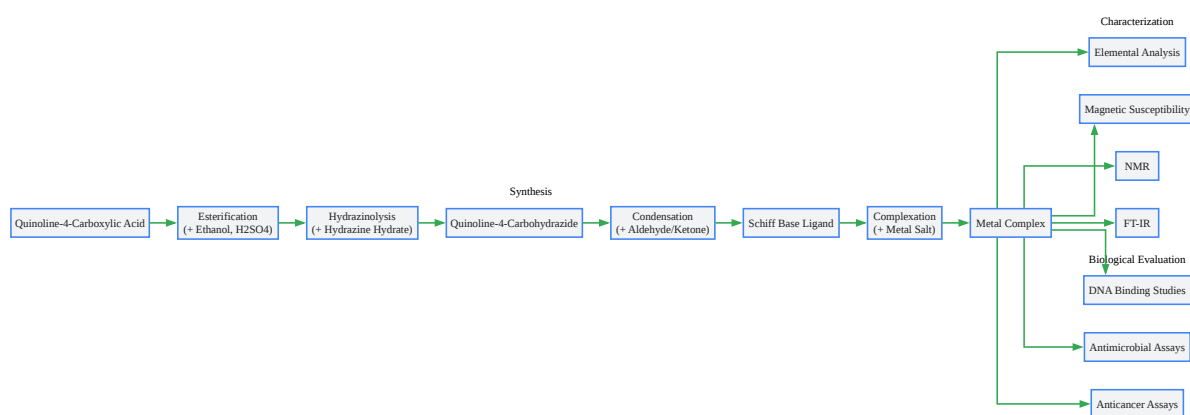 Characterization
Elemental Analysis
Magnetic Susceptibility
NMR
Synthesis
Quinoline-4-Carboxylic Acid
Esterification
(+ Ethanol, H2SO4)
Hydrazinolysis
(+ Hydrazine Hydrate)
Quinoline-4-Carbohydrazide
Condensation
(+ Aldehyde/Ketone)
Schiff Base Ligand
Complexation
(+ Metal Salt)
Metal Complex
FT-IR
Biological Evaluation
DNA Binding Studies
Antimicrobial Assays
Anticancer Assays